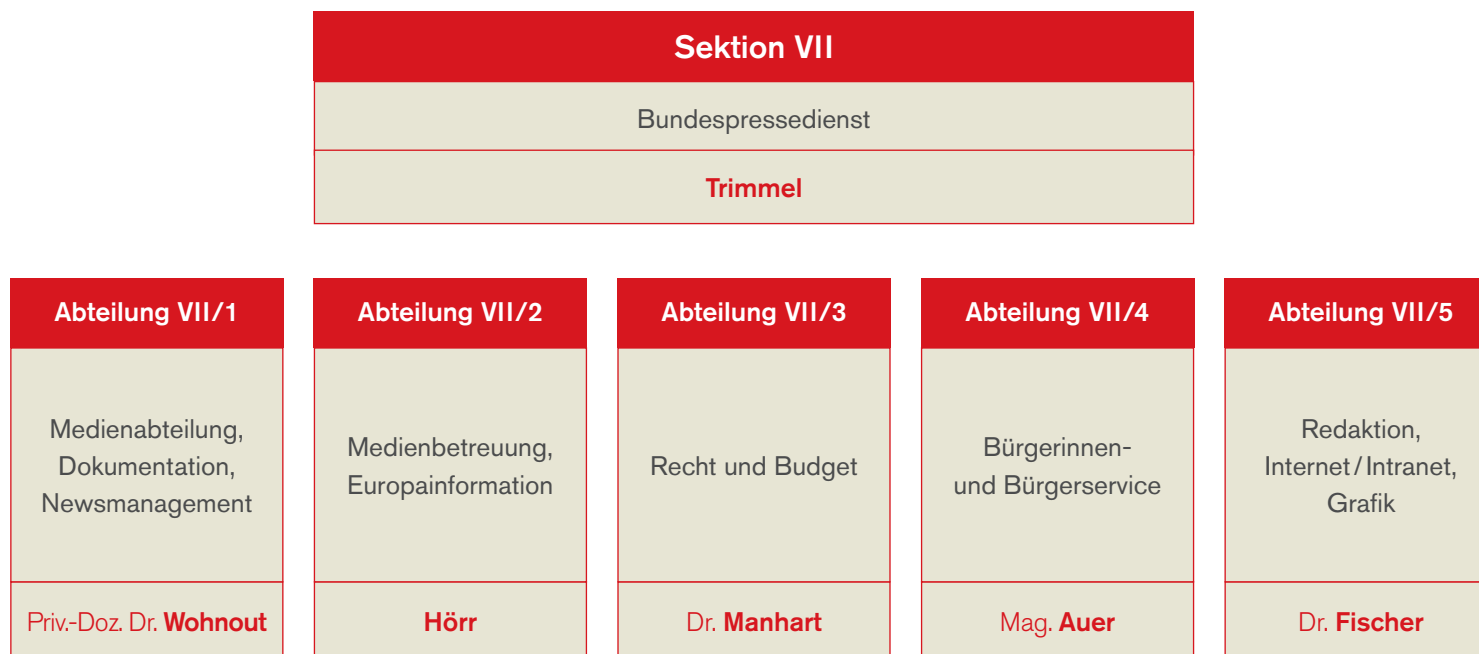 Sektion VII
Bundespressedienst
Trimmel
Abteilung VII/1
Medienabteilung,
Dokumentation,
Newsmanagement
Priv.-Doz. Dr. Wohnout
Abteilung VII/2
Medienbetreuung,
Europainformation
Hörr
Abteilung VII/3
Recht und Budget
Dr. Manhart
Abteilung VII/4
Bürgerinnen-
und Bürgerservice
Mag. Auer
Abteilung VII/5
Redaktion,
Internet/Intranet,
Grafik
Dr. Fischer